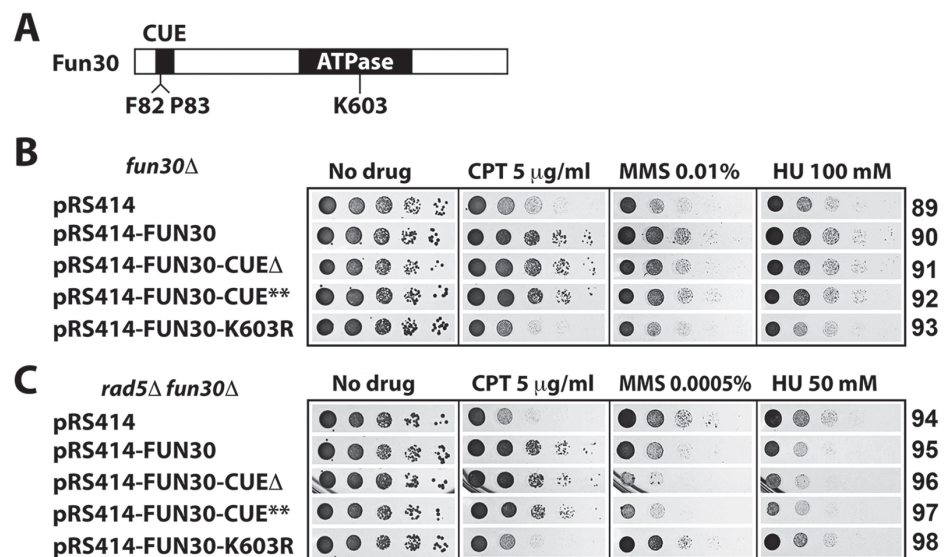 A
CUE
Fun30 ATPase
F82 P83 K603
B
fun30Δ No drug CPT 5 μg/ml MMS 0.01% HU 100 mM
pRS414 89
pRS414-FUN30 90
pRS414-FUN30-CUEΔ 91
pRS414-FUN30-CUE** 92
pRS414-FUN30-K603R 93
C
rad5Δ fun30Δ No drug CPT 5 μg/ml MMS 0.0005% HU 50 mM
pRS414 94
pRS414-FUN30 95
pRS414-FUN30-CUEΔ 96
pRS414-FUN30-CUE** 97
pRS414-FUN30-K603R 98